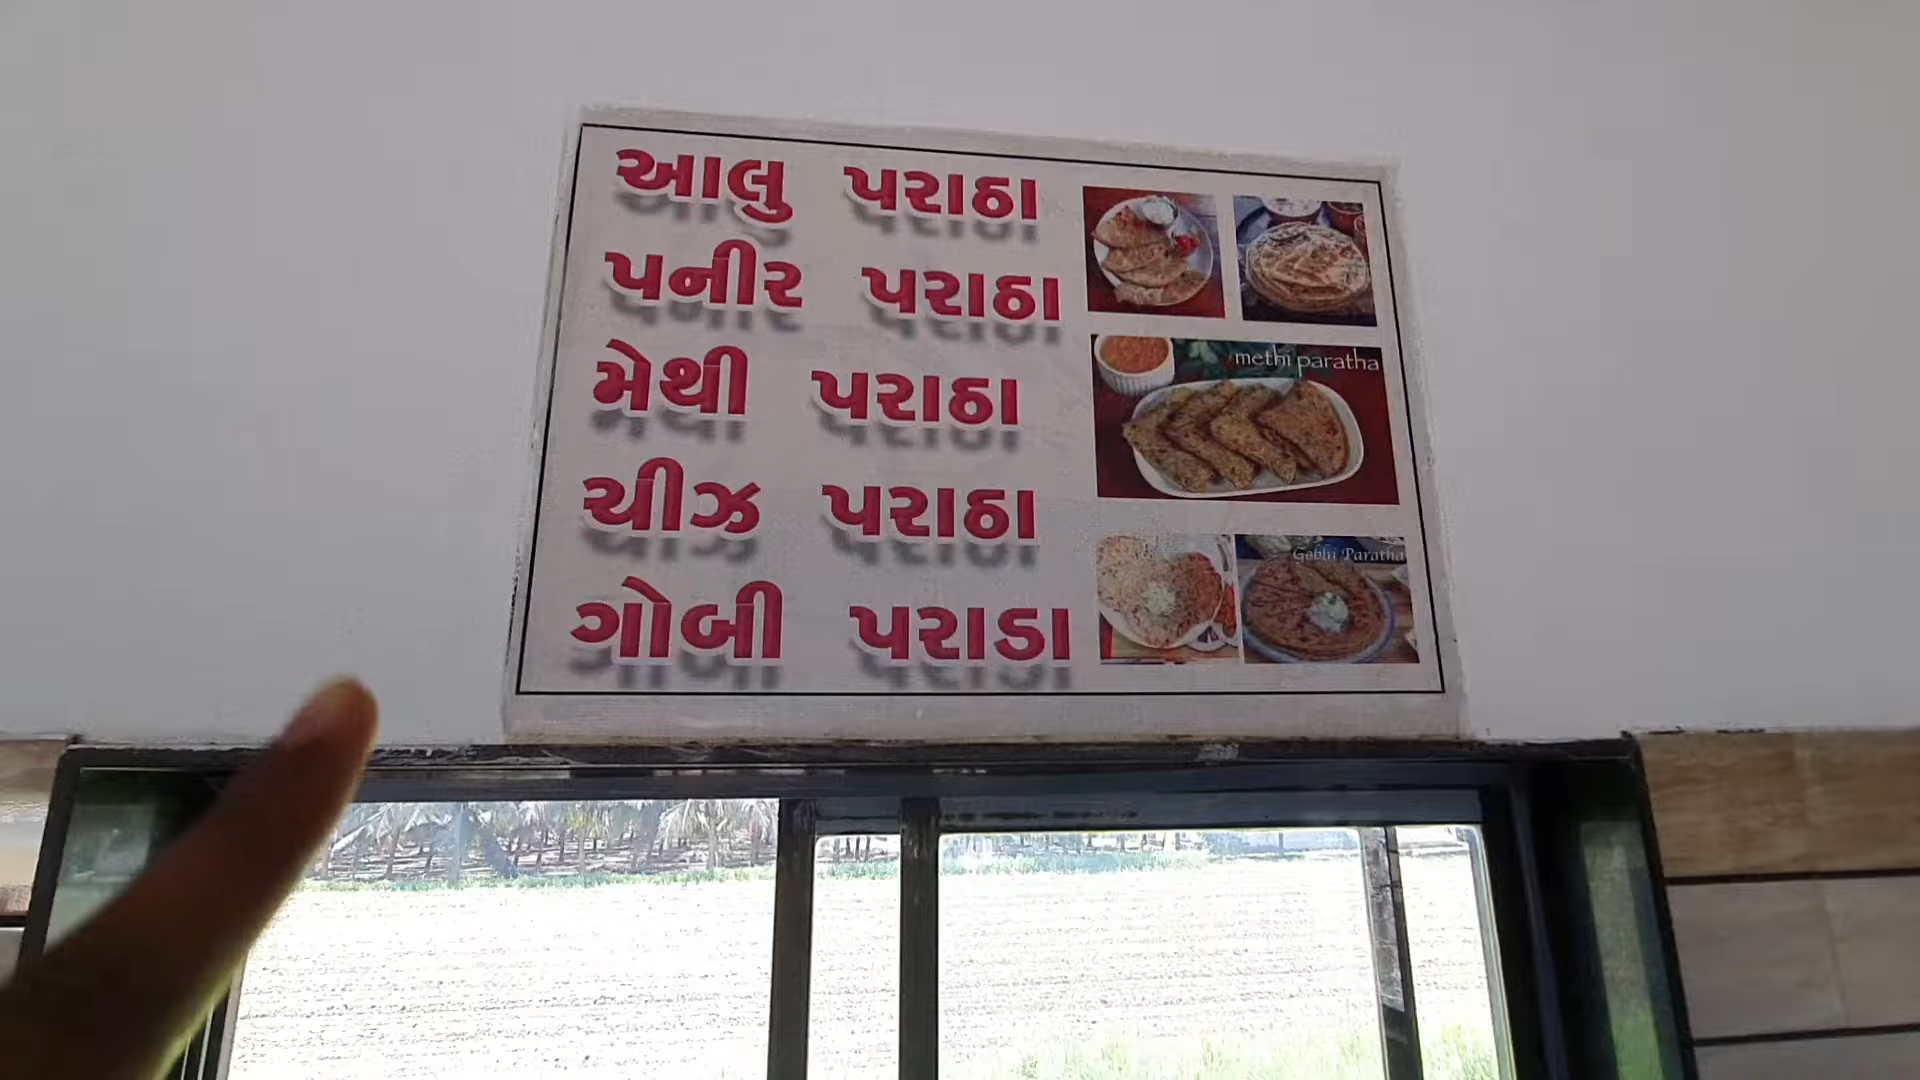 આલુ પરાઠા
પનીર પરાઠા
મેથી પરાઠા
methi paratha
ચીઝ પરાઠા
Gobhi Paratha
ગોબી પરાડા